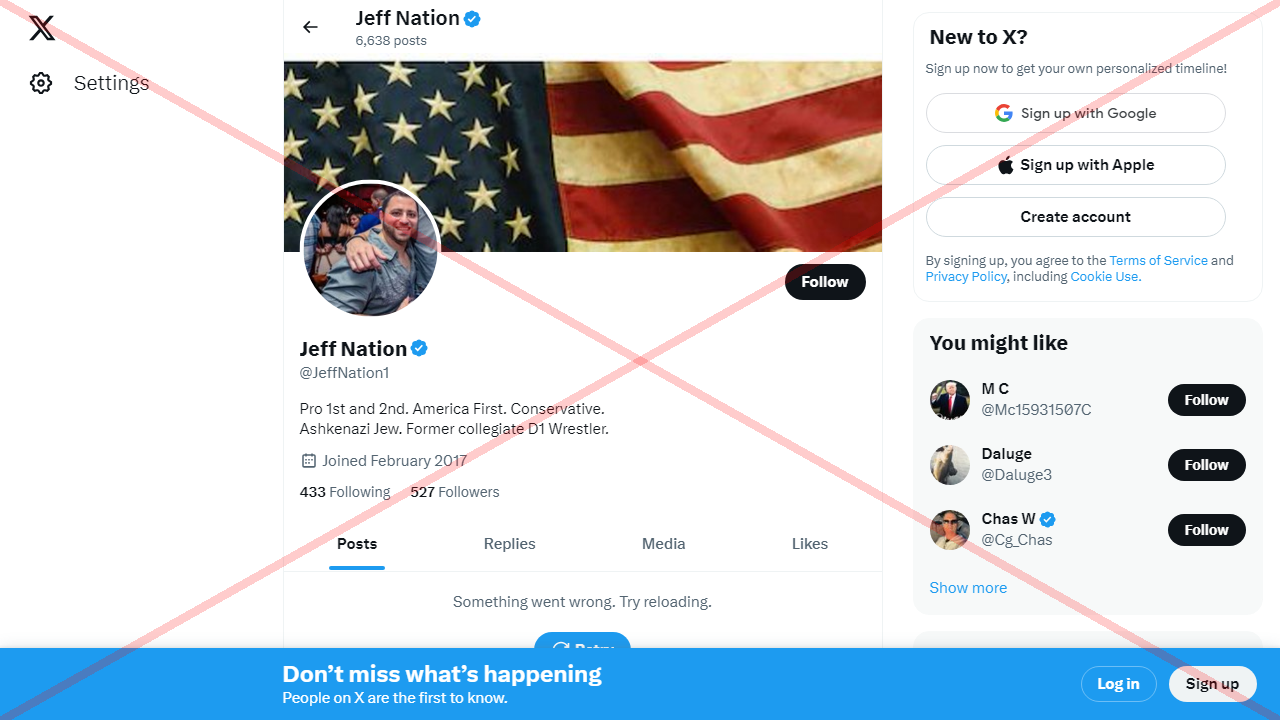 Settings
Jeff Nation
6,638 posts
Follow
Jeff Nation
@JeffNation1
Pro 1st and 2nd. America First. Conservative.
Ashkenazi Jew. Former collegiate D1 Wrestler.
Joined February 2017
433 Following 527 Followers
Posts Replies Media Likes
Something went wrong. Try reloading.
Retry
New to X?
Sign up now to get your own personalized timeline!
Sign up with Google
Sign up with Apple
Create account
By signing up, you agree to the Terms of Service and
Privacy Policy, including Cookie Use.
You might like
M C
@Mc15931507C
Follow
Daluge
@Daluge3
Follow
Chas W
@Cg_Chas
Follow
Show more
Don’t miss what’s happening
People on X are the first to know.
Log in
Sign up